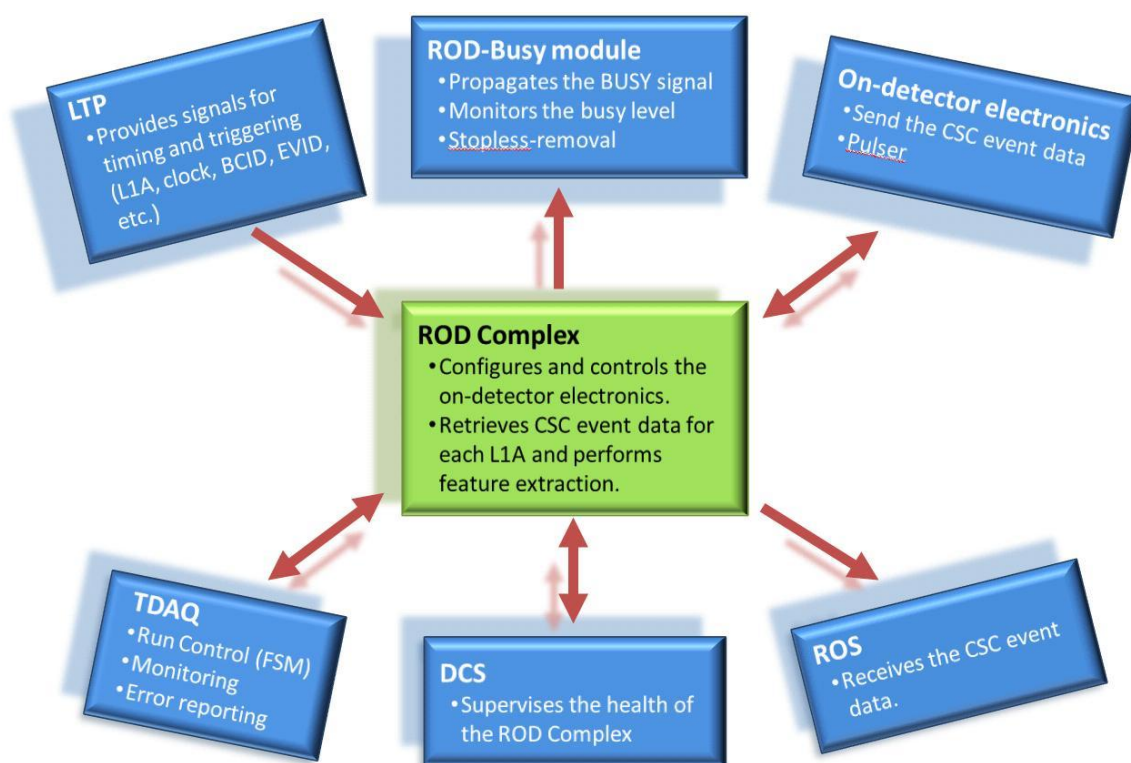 LTP
•Provides signals for
timing and triggering
(L1A, clock, BCID, EVID,
etc.)
ROD-Busy module
•Propagates the BUSY signal
•Monitors the busy level
•Stopless-removal
On-detector electronics
•Send the CSC event data
•Pulser
ROD Complex
•Configures and controls the
on-detector electronics.
•Retrieves CSC event data for
each L1A and performs
feature extraction.
TDAQ
•Run Control (FSM)
•Monitoring
•Error reporting
DCS
•Supervises the health of
the ROD Complex
ROS
•Receives the CSC event
data.